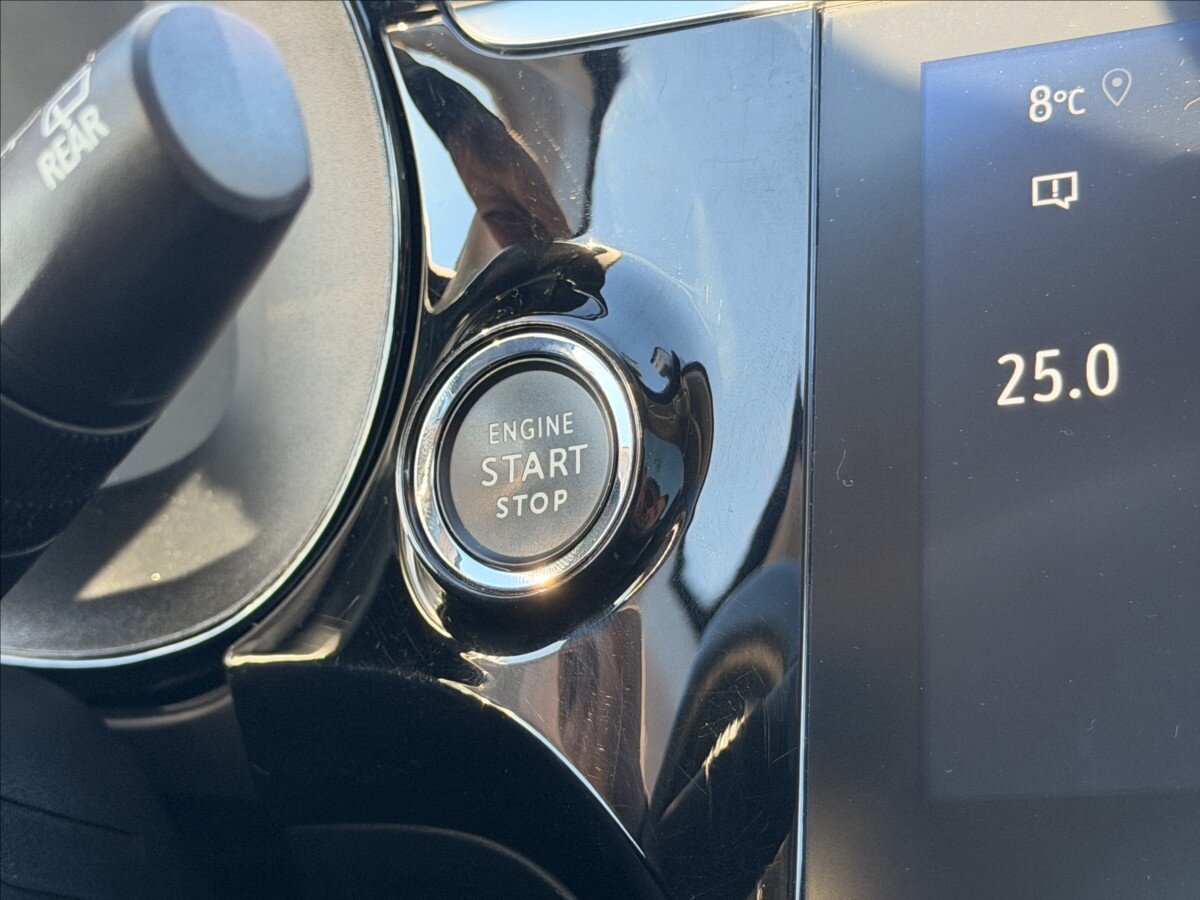 REAR
8°C
25.0
ENGINE
START
STOP